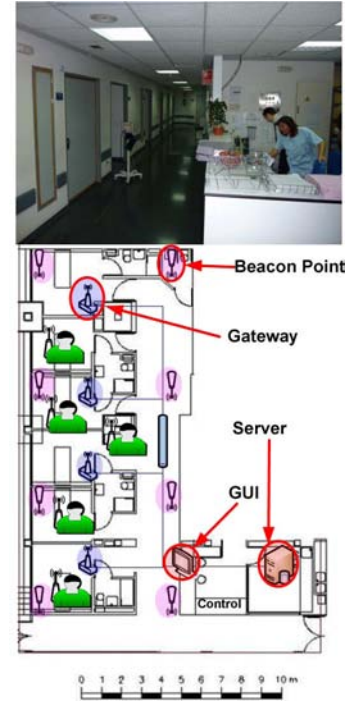 Beacon Point
Gateway
Server
GUI
Control
0 1 2 3 4 5 6 7 8 9 10 m